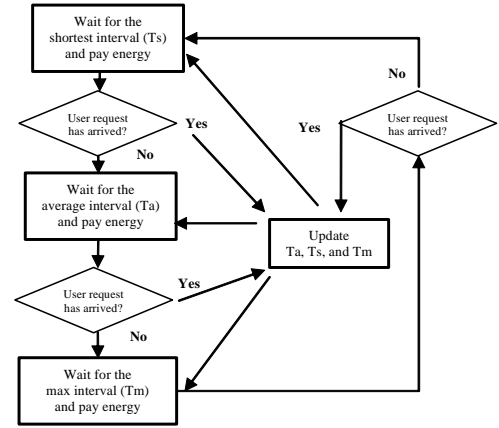 Wait for the
shortest interval (Ts)
and pay energy
No
User request
has arrived?
Yes
Yes
User request
has arrived?
No
Wait for the
average interval (Ta)
and pay energy
Update
Ta, Ts, and Tm
User request
has arrived?
Yes
No
Wait for the
max interval (Tm)
and pay energy